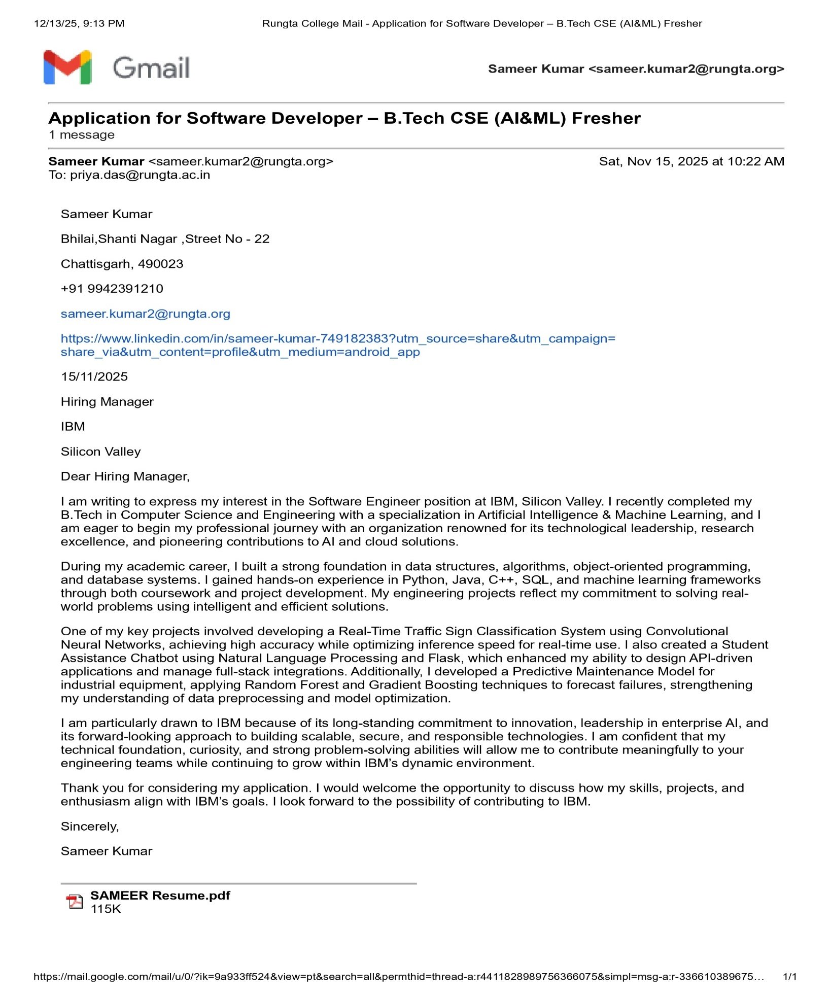 12/13/25, 9:13 PM
Rungta College Mail - Application for Software Developer – B.Tech CSE (AI&ML) Fresher
Gmail
Sameer Kumar <sameer.kumar2@rungta.org>
Application for Software Developer – B.Tech CSE (AI&ML) Fresher
1 message
Sameer Kumar <sameer.kumar2@rungta.org>
Sat, Nov 15, 2025 at 10:22 AM
To: priya.das@rungta.ac.in
Sameer Kumar
Bhilai,Shanti Nagar ,Street No - 22
Chattisgarh, 490023
+91 9942391210
sameer.kumar2@rungta.org
https://www.linkedin.com/in/sameer-kumar-749182383?utm_source=share&utm_campaign=
share_via&utm_content=profile&utm_medium=android_app
15/11/2025
Hiring Manager
IBM
Silicon Valley
Dear Hiring Manager,
I am writing to express my interest in the Software Engineer position at IBM, Silicon Valley. I recently completed my
B.Tech in Computer Science and Engineering with a specialization in Artificial Intelligence & Machine Learning, and I
am eager to begin my professional journey with an organization renowned for its technological leadership, research
excellence, and pioneering contributions to AI and cloud solutions.
During my academic career, I built a strong foundation in data structures, algorithms, object-oriented programming,
and database systems. I gained hands-on experience in Python, Java, C++, SQL, and machine learning frameworks
through both coursework and project development. My engineering projects reflect my commitment to solving real-
world problems using intelligent and efficient solutions.
One of my key projects involved developing a Real-Time Traffic Sign Classification System using Convolutional
Neural Networks, achieving high accuracy while optimizing inference speed for real-time use. I also created a Student
Assistance Chatbot using Natural Language Processing and Flask, which enhanced my ability to design API-driven
applications and manage full-stack integrations. Additionally, I developed a Predictive Maintenance Model for
industrial equipment, applying Random Forest and Gradient Boosting techniques to forecast failures, strengthening
my understanding of data preprocessing and model optimization.
I am particularly drawn to IBM because of its long-standing commitment to innovation, leadership in enterprise AI, and
its forward-looking approach to building scalable, secure, and responsible technologies. I am confident that my
technical foundation, curiosity, and strong problem-solving abilities will allow me to contribute meaningfully to your
engineering teams while continuing to grow within IBM’s dynamic environment.
Thank you for considering my application. I would welcome the opportunity to discuss how my skills, projects, and
enthusiasm align with IBM’s goals. I look forward to the possibility of contributing to IBM.
Sincerely,
Sameer Kumar
SAMEER Resume.pdf
115K
https://mail.google.com/mail/u/0/?ik=9a933ff524&view=pt&search=all&permthid=thread-a:r4411828989756366075&simpl=msg-a:r-336610389675…
1/1